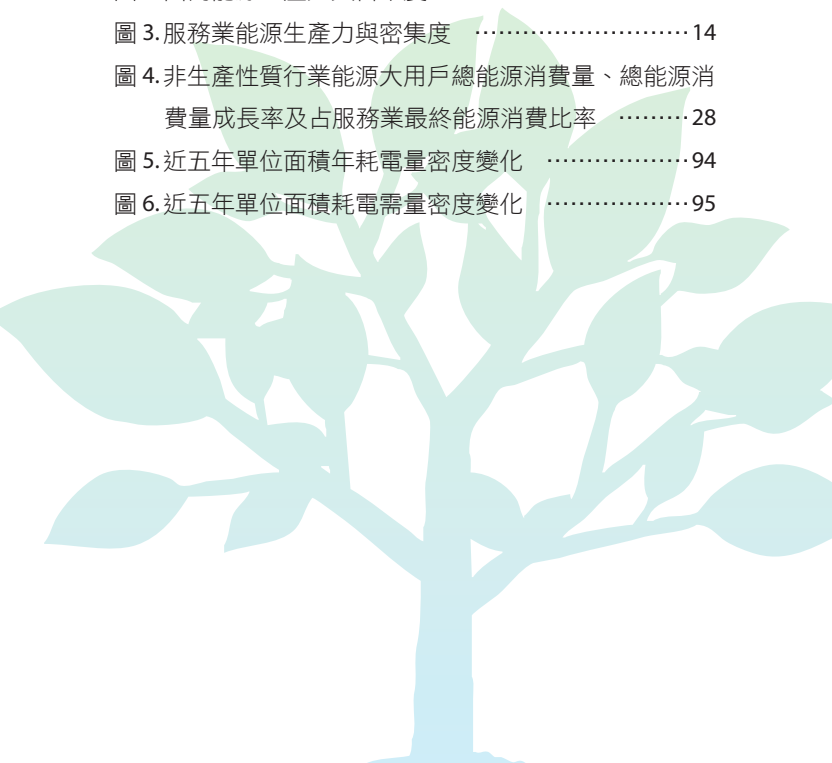 圖 3.服務業能源生產力與密集度 ………………………14
圖 4.非生產性質行業能源大用戶總能源消費量、總能源消
費量成長率及占服務業最終能源消費比率 ………28
圖 5.近五年單位面積年耗電量密度變化 ………………94
圖 6.近五年單位面積耗電需量密度變化 ………………95